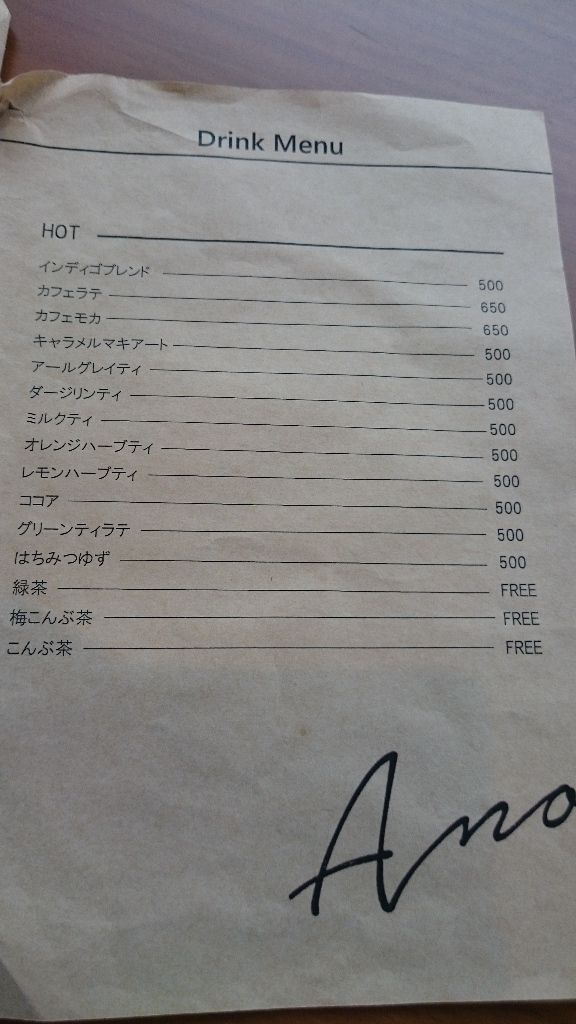 Drink Menu
HOT
インディゴブレンド 500
カフェラテ 650
カフェモカ 650
キャラメルマキアート 500
アールグレイティ 500
ダージリンティ 500
ミルクティ 500
オレンジハーブティ 500
レモンハーブティ 500
ココア 500
グリーンティラテ 500
はちみつゆず 500
緑茶 FREE
梅こんぶ茶 FREE
こんぶ茶 FREE
Ano